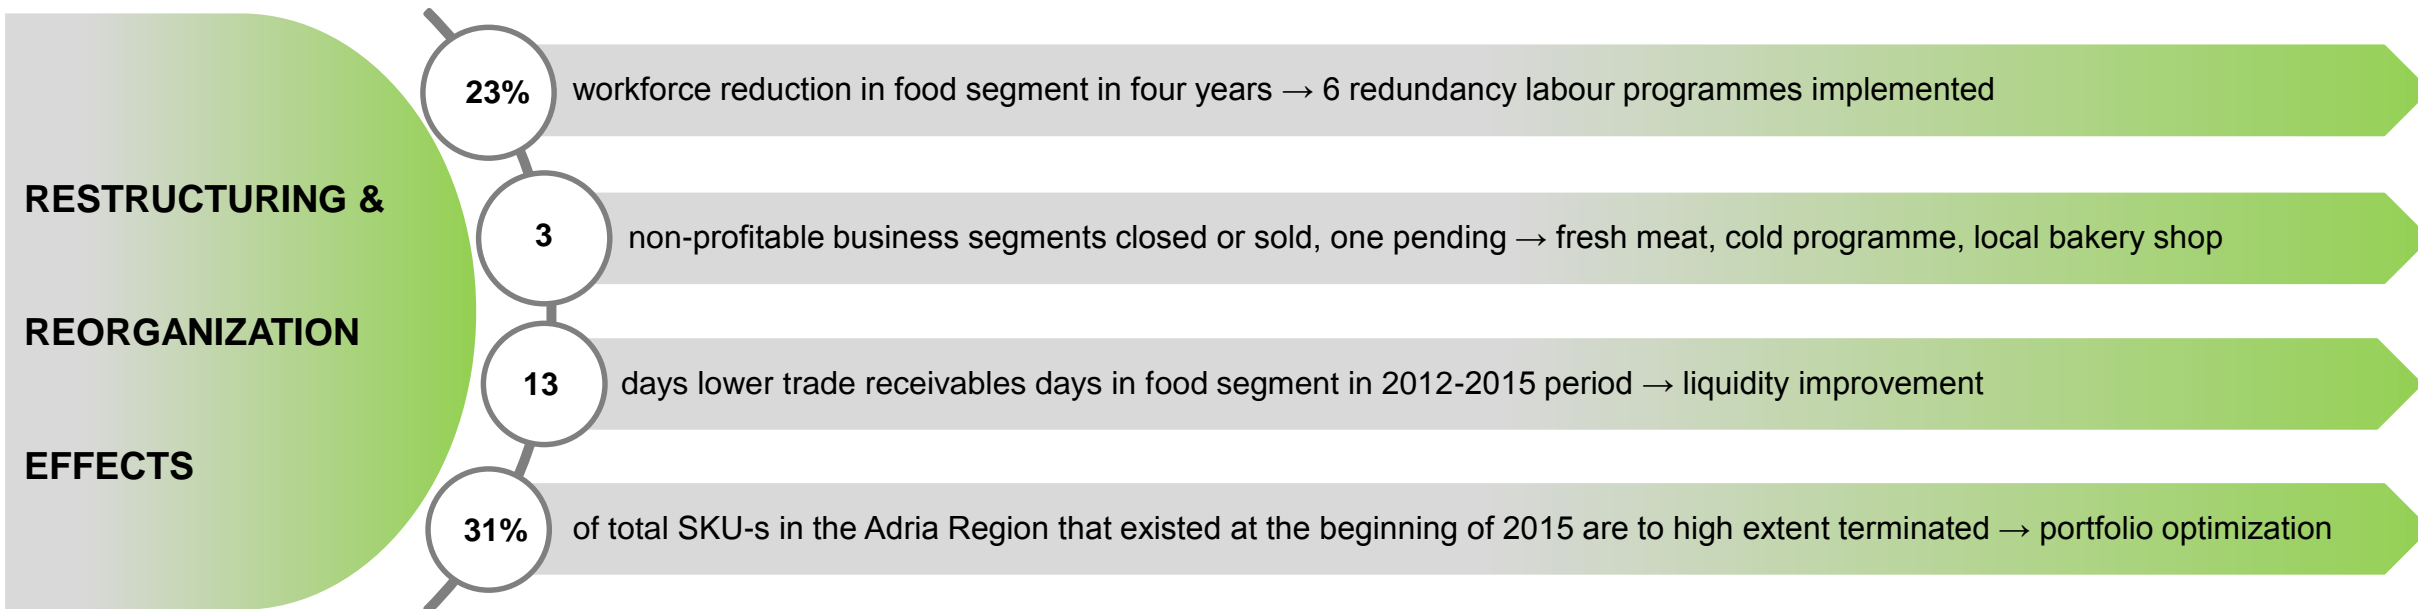 RESTRUCTURING &
REORGANIZATION
EFFECTS
23% workforce reduction in food segment in four years → 6 redundancy labour programmes implemented
3 non-profitable business segments closed or sold, one pending → fresh meat, cold programme, local bakery shop
13 days lower trade receivables days in food segment in 2012-2015 period → liquidity improvement
31% of total SKU-s in the Adria Region that existed at the beginning of 2015 are to high extent terminated → portfolio optimization